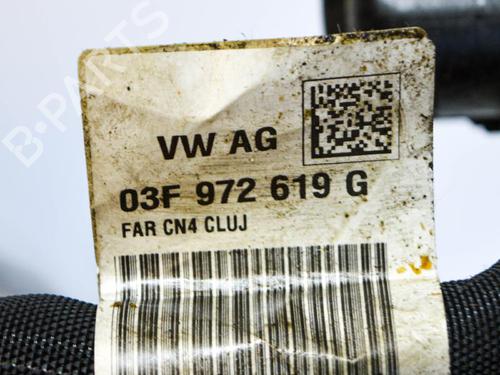 B-PARTS
VW AG
03F 972 619 G
FAR CN4 CLUJ